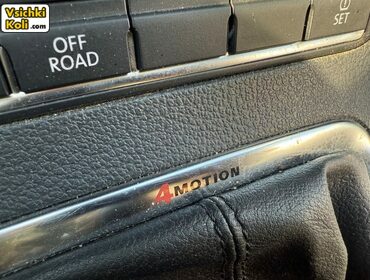 Vsichki
Koli.com
OFF
ROAD
SET
4MOTION